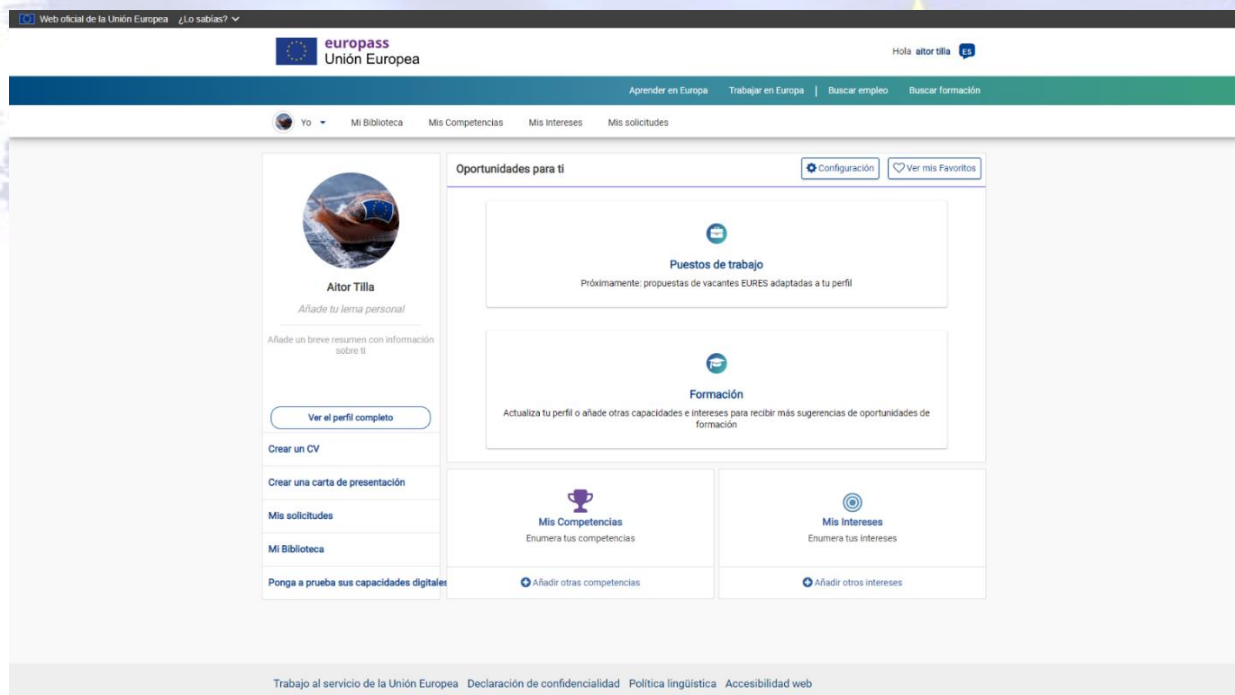 Web oficial de la Unión Europea ¿Lo sabías?
europass
Unión Europea
Hola aitor tilla ES
Aprender en Europa Trabajar en Europa | Buscar empleo Buscar formación
Yo Mi Biblioteca Mis Competencias Mis Intereses Mis solicitudes
Aitor Tilla
Añade tu lema personal
Añade un breve resumen con información
sobre ti
Ver el perfil completo
Crear un CV
Crear una carta de presentación
Mis solicitudes
Mi Biblioteca
Ponga a prueba sus capacidades digitales
Oportunidades para ti
Configuración
Ver mis Favoritos
Puestos de trabajo
Próximamente: propuestas de vacantes EURES adaptadas a tu perfil
Formación
Actualiza tu perfil o añade otras capacidades e intereses para recibir más sugerencias de oportunidades de
formación
Mis Competencias
Enumera tus competencias
Añadir otras competencias
Mis Intereses
Enumera tus intereses
Añadir otros intereses
Trabajo al servicio de la Unión Europea Declaración de confidencialidad Política lingüística Accesibilidad web